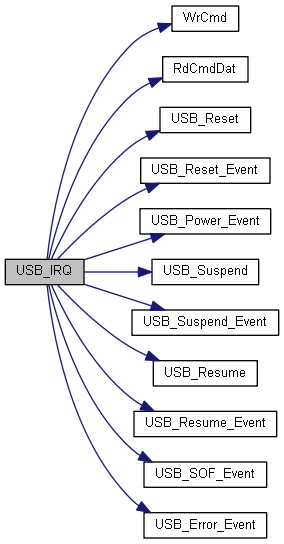 WrCmd
RdCmdDat
USB_Reset
USB_Reset_Event
USB_Power_Event
USB_IRQ
USB_Suspend
USB_Suspend_Event
USB_Resume
USB_Resume_Event
USB_SOF_Event
USB_Error_Event